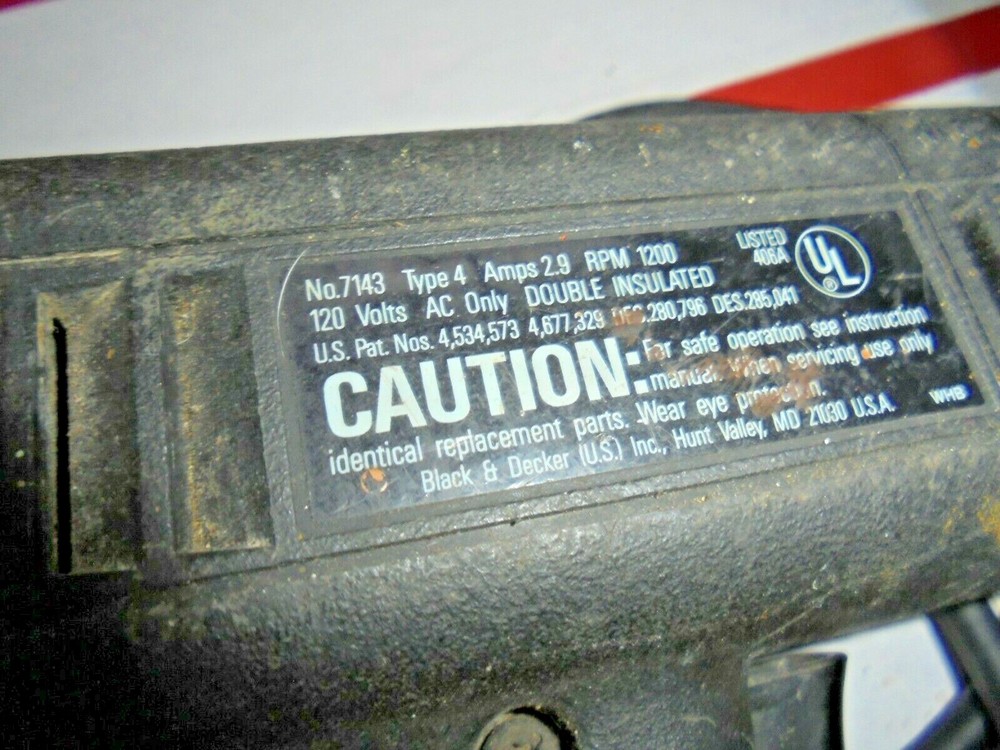 No.7143 Type 4 Amps 2.9 RPM 1200
LISTED
406A
UL
®
120 Volts AC Only DOUBLE INSULATED
U.S. Pat. Nos. 4,534,573 4,677,329 DES.280,796 DES.285,041
CAUTION: For safe operation see instruction
manual. When servicing use only
identical replacement parts. Wear eye protection.
Black & Decker (U.S.) Inc., Hunt Valley, MD 21030 U.S.A.
WHB